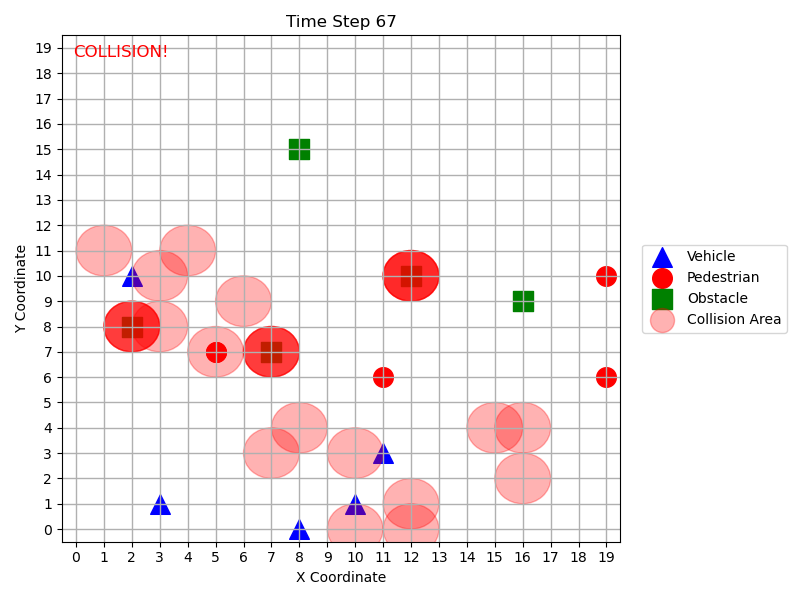 Time Step 67
COLLISION!
19
18
17
16
15
14
13
12
11
10
9
8
7
6
5
4
3
2
1
0
Y Coordinate
0 1 2 3 4 5 6 7 8 9 10 11 12 13 14 15 16 17 18 19
X Coordinate
Vehicle
Pedestrian
Obstacle
Collision Area